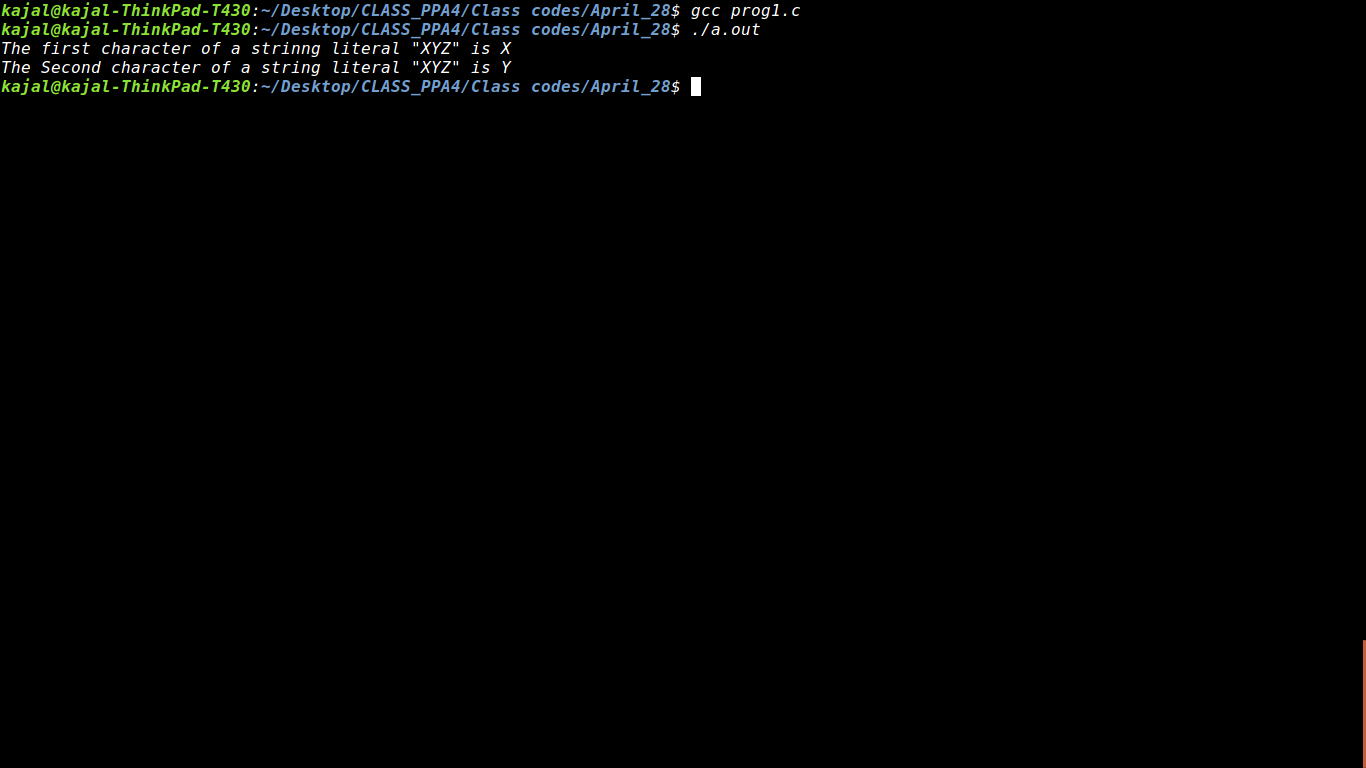 kajal@kajal-ThinkPad-T430:~/Desktop/CLASS_PPA4/Class codes/April_28$ gcc prog1.c
kajal@kajal-ThinkPad-T430:~/Desktop/CLASS_PPA4/Class codes/April_28$ ./a.out
The first character of a strinng literal "XYZ" is X
The Second character of a string literal "XYZ" is Y
kajal@kajal-ThinkPad-T430:~/Desktop/CLASS_PPA4/Class codes/April_28$